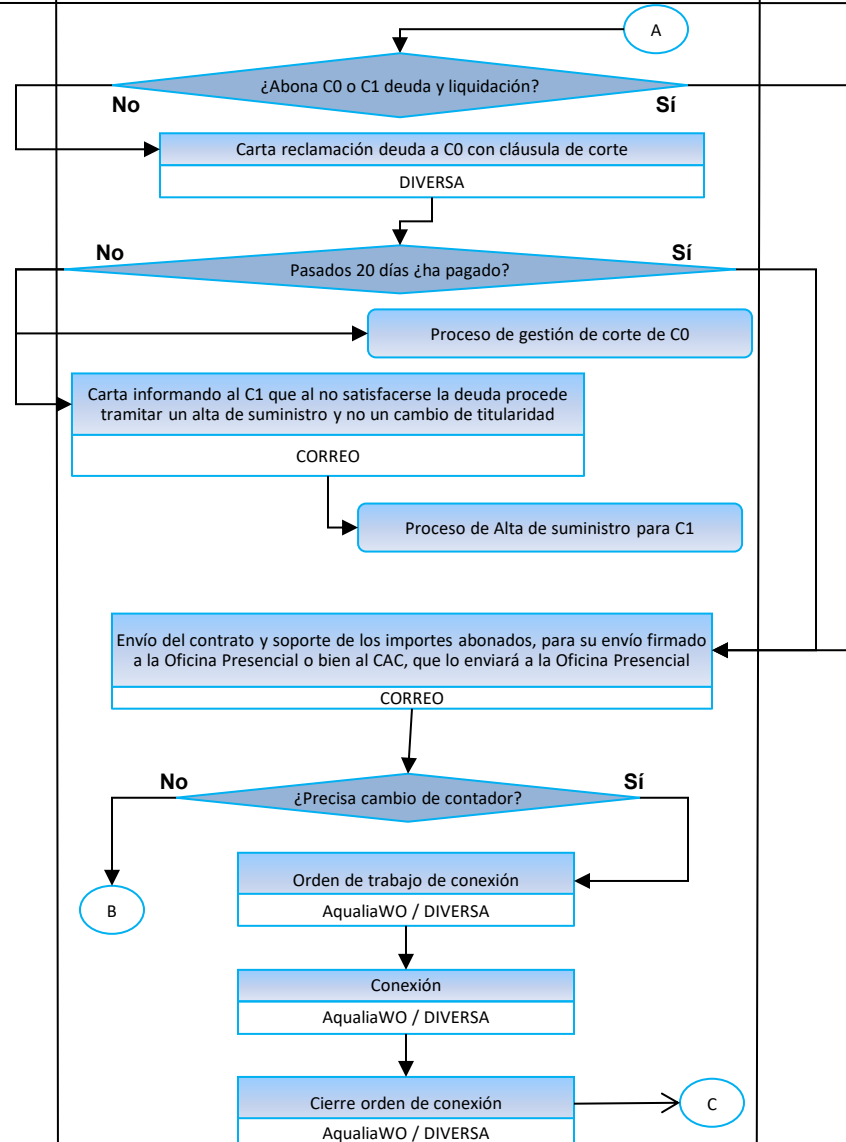 A
¿Abona C0 o C1 deuda y liquidación?
No
Sí
Carta reclamación deuda a C0 con cláusula de corte
DIVERSA
No
Sí
Pasados 20 días ¿ha pagado?
Proceso de gestión de corte de C0
Carta informando al C1 que al no satisfacerse la deuda procede
tramitar un alta de suministro y no un cambio de titularidad
CORREO
Proceso de Alta de suministro para C1
Envío del contrato y soporte de los importes abonados, para su envío firmado
a la Oficina Presencial o bien al CAC, que lo enviará a la Oficina Presencial
CORREO
No
Sí
¿Precisa cambio de contador?
Orden de trabajo de conexión
AqualiaWO / DIVERSA
B
Conexión
AqualiaWO / DIVERSA
Cierre orden de conexión
C
AqualiaWO / DIVERSA